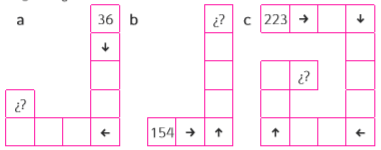 a 36 b ¿? c 223 → ↓
↓
¿?
¿?
← 154 → ↑ ↑ ←